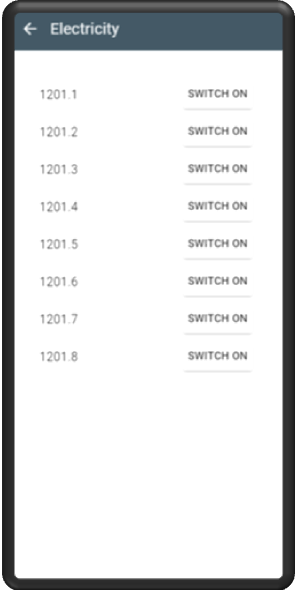 Electricity
1201.1 SWITCH ON
1201.2 SWITCH ON
1201.3 SWITCH ON
1201.4 SWITCH ON
1201.5 SWITCH ON
1201.6 SWITCH ON
1201.7 SWITCH ON
1201.8 SWITCH ON